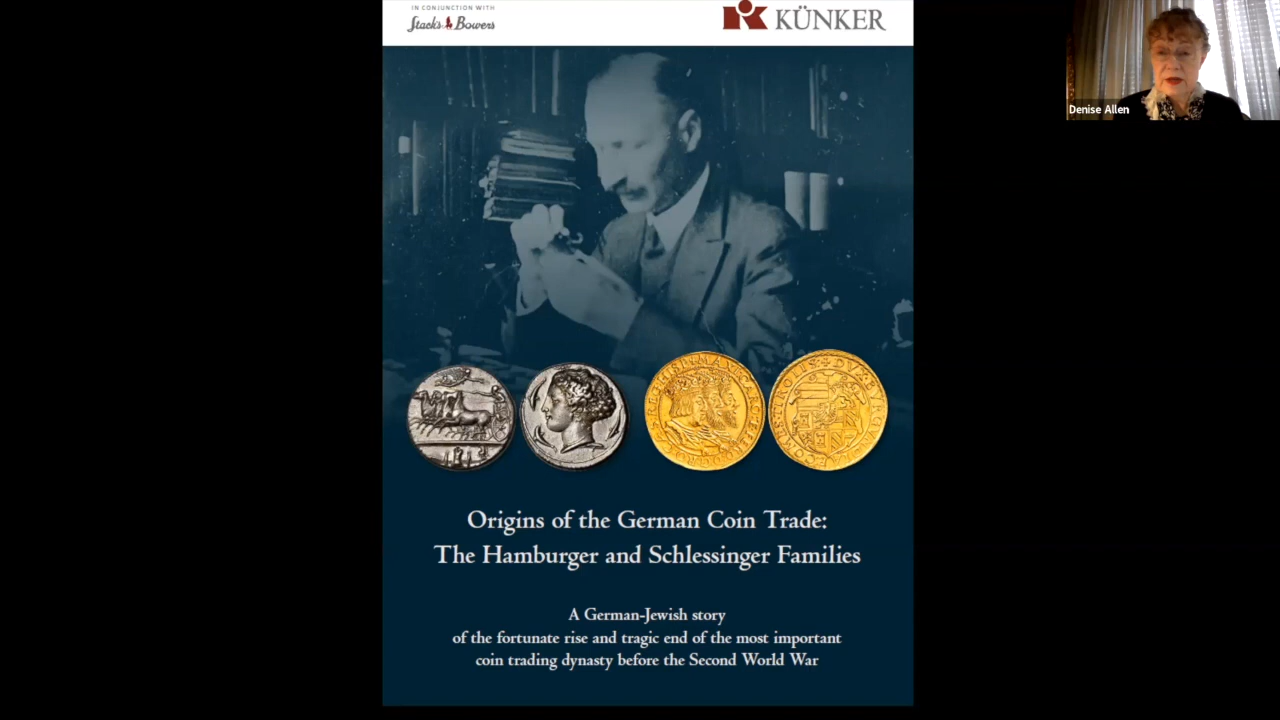 IN CONJUNCTION WITH
Stack's Bowers
KÜNKER
Denise Allen
Origins of the German Coin Trade:
The Hamburger and Schlessinger Families
A German-Jewish story
of the fortunate rise and tragic end of the most important
coin trading dynasty before the Second World War